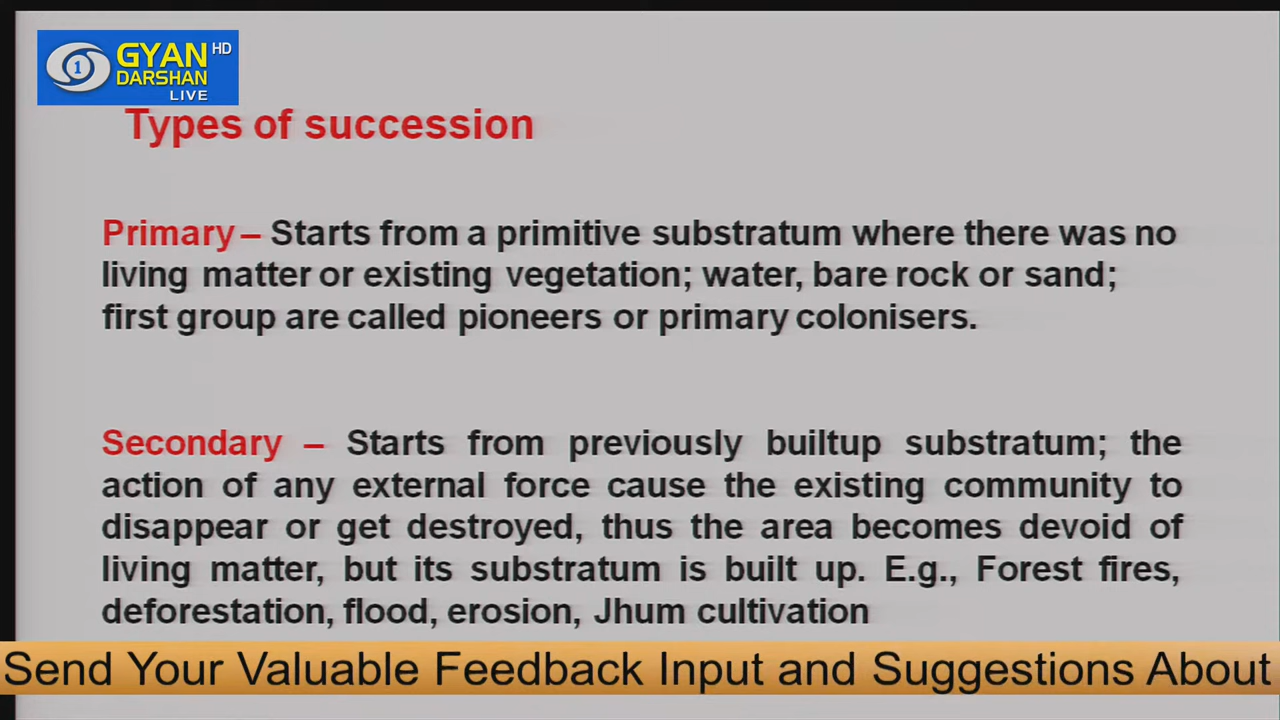 GYAN HD
DARSHAN
1
LIVE
Types of succession
Primary – Starts from a primitive substratum where there was no
living matter or existing vegetation; water, bare rock or sand;
first group are called pioneers or primary colonisers.
Secondary – Starts from previously builtup substratum; the
action of any external force cause the existing community to
disappear or get destroyed, thus the area becomes devoid of
living matter, but its substratum is built up. E.g., Forest fires,
deforestation, flood, erosion, Jhum cultivation
Send Your Valuable Feedback Input and Suggestions About